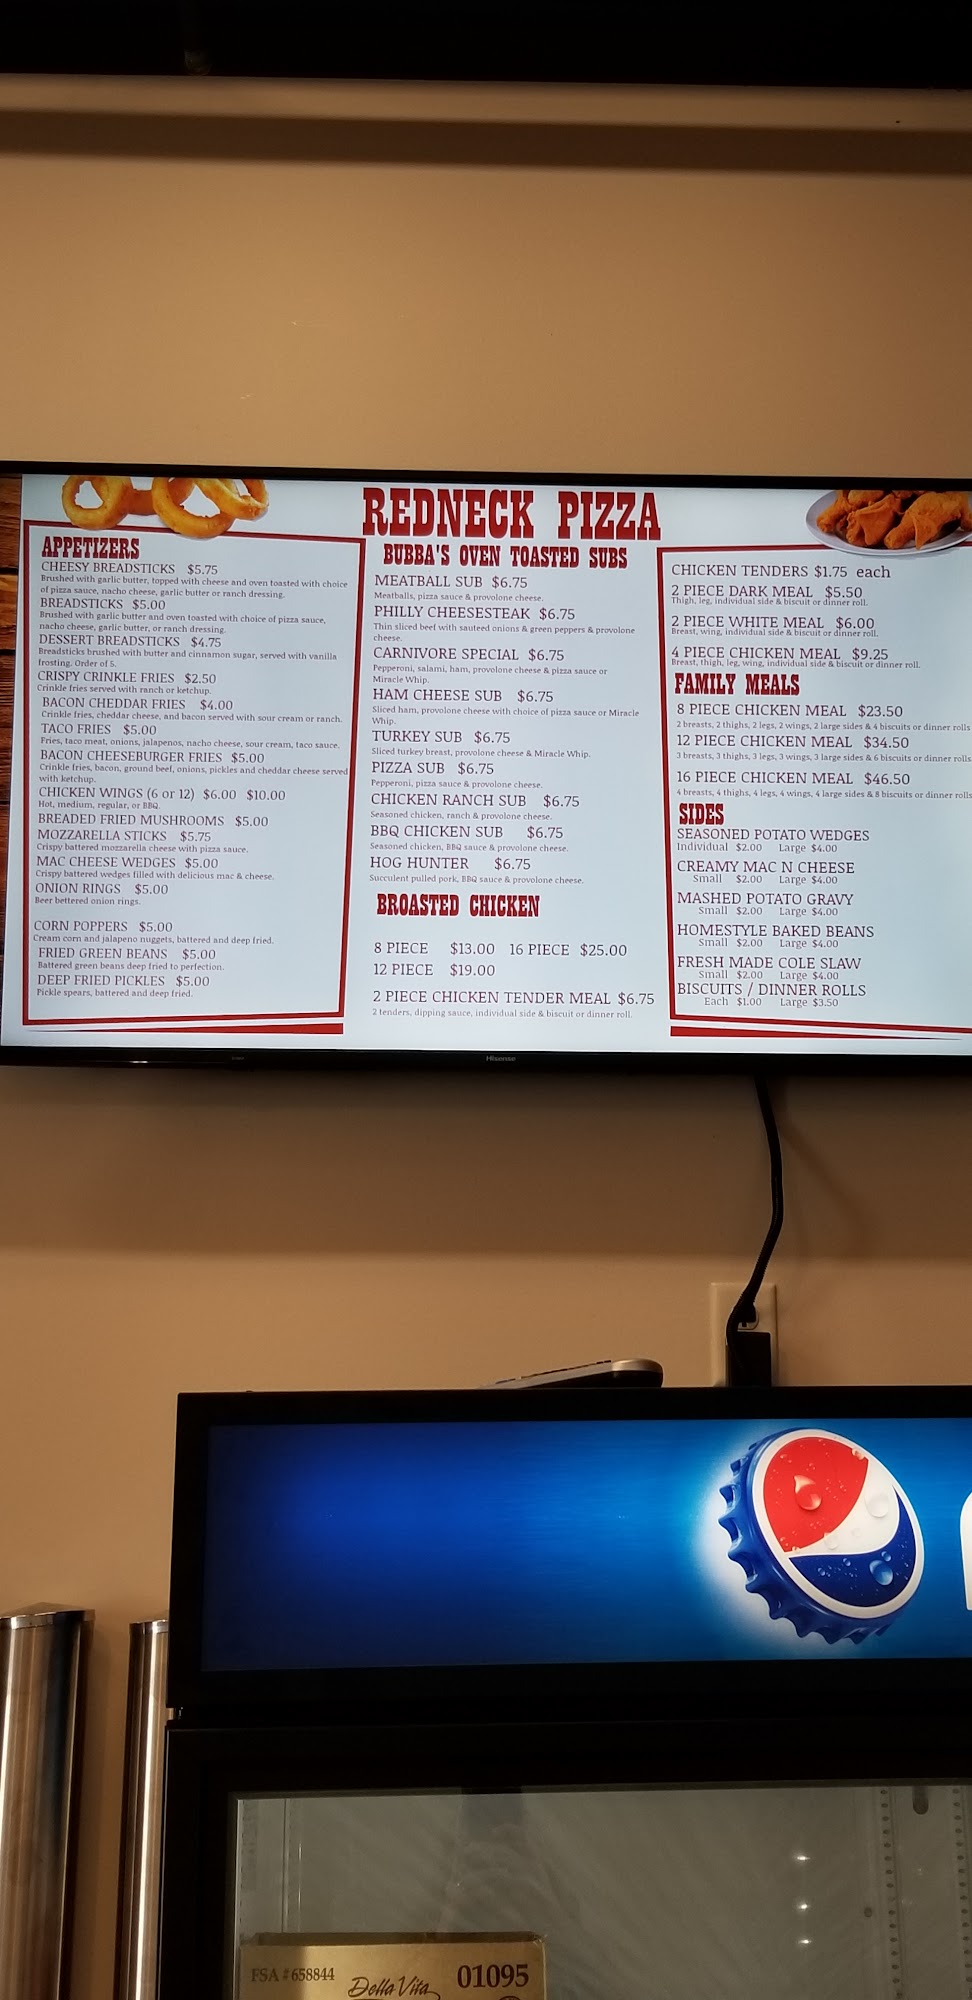 REDNECK PIZZA
APPETIZERS
CHEESY BREADSTICKS $5.75
Brushed with garlic butter, topped with cheese and oven toasted with choice
of pizza sauce, nacho cheese, garlic butter or ranch dressing.
BREADSTICKS $5.00
Brushed with garlic butter and oven toasted with choice of pizza sauce,
nacho cheese, garlic butter, or ranch dressing.
DESSERT BREADSTICKS $4.75
Breadsticks brushed with butter and cinnamon sugar, served with vanilla
frosting. Order of 5.
CRISPY CRINKLE FRIES $2.50
Crinkle fries served with ranch or ketchup.
BACON CHEDDAR FRIES $4.00
Crinkle fries, cheddar cheese, and bacon served with sour cream or ranch.
TACO FRIES $5.00
Fries, taco meat, onions, jalapenos, nacho cheese, sour cream, taco sauce.
BACON CHEESEBURGER FRIES $5.00
Crinkle fries, bacon, ground beef, onions, pickles and cheddar cheese served
with ketchup.
CHICKEN WINGS (6 or 12) $6.00 $10.00
Hot, medium, regular, or BBQ.
BREADED FRIED MUSHROOMS $5.00
MOZZARELLA STICKS $5.75
Crispy battered mozzarella cheese with pizza sauce.
MAC CHEESE WEDGES $5.00
Crispy battered wedges filled with delicious mac & cheese.
ONION RINGS $5.00
Beer bettered onion rings.
CORN POPPERS $5.00
Cream corn and jalapeno nuggets, battered and deep fried.
FRIED GREEN BEANS $5.00
Battered green beans deep fried to perfection.
DEEP FRIED PICKLES $5.00
Pickle spears, battered and deep fried.
BUBBA'S OVEN TOASTED SUBS
MEATBALL SUB $6.75
Meatballs, pizza sauce & provolone cheese.
PHILLY CHEESESTEAK $6.75
Thin sliced beef with sauteed onions & green peppers & provolone
cheese.
CARNIVORE SPECIAL $6.75
Pepperoni, salami, ham, provolone cheese & pizza sauce or
Miracle Whip.
HAM CHEESE SUB $6.75
Sliced ham, provolone cheese with choice of pizza sauce or Miracle
Whip.
TURKEY SUB $6.75
Sliced turkey breast, provolone cheese & Miracle Whip.
PIZZA SUB $6.75
Pepperoni, pizza sauce & provolone cheese.
CHICKEN RANCH SUB $6.75
Seasoned chicken, ranch & provolone cheese.
BBQ CHICKEN SUB $6.75
Seasoned chicken, BBQ sauce & provolone cheese.
HOG HUNTER $6.75
Succulent pulled pork, BBQ sauce & provolone cheese.
BROASTED CHICKEN
8 PIECE $13.00 16 PIECE $25.00
12 PIECE $19.00
2 PIECE CHICKEN TENDER MEAL $6.75
2 tenders, dipping sauce, individual side & biscuit or dinner roll.
CHICKEN TENDERS $1.75 each
2 PIECE DARK MEAL $5.50
Thigh, leg, individual side & biscuit or dinner roll.
2 PIECE WHITE MEAL $6.00
Breast, wing, individual side & biscuit or dinner roll.
4 PIECE CHICKEN MEAL $9.25
Breast, thigh, leg, wing, individual side & biscuit or dinner roll.
FAMILY MEALS
8 PIECE CHICKEN MEAL $23.50
2 breasts, 2 thighs, 2 legs, 2 wings, 2 large sides & 4 biscuits or dinner rolls
12 PIECE CHICKEN MEAL $34.50
3 breasts, 3 thighs, 3 legs, 3 wings, 3 large sides & 6 biscuits or dinner rolls
16 PIECE CHICKEN MEAL $46.50
4 breasts, 4 thighs, 4 legs, 4 wings, 4 large sides & 8 biscuits or dinner rolls
SIDES
SEASONED POTATO WEDGES
Individual $2.00 Large $4.00
CREAMY MAC N CHEESE
Small $2.00 Large $4.00
MASHED POTATO GRAVY
Small $2.00 Large $4.00
HOMESTYLE BAKED BEANS
Small $2.00 Large $4.00
FRESH MADE COLE SLAW
Small $2.00 Large $4.00
BISCUITS / DINNER ROLLS
Each $1.00 Large $3.50
Hisense
FSA #658844 Della Vita 01095